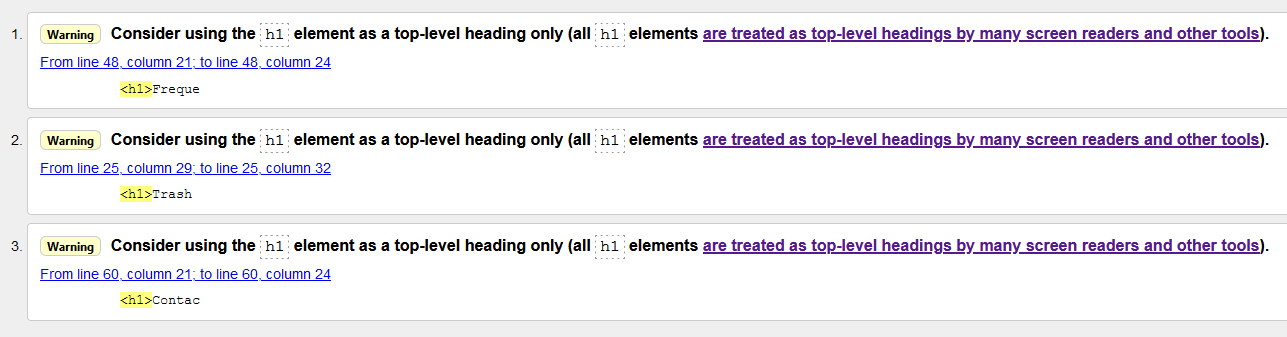 1. Warning Consider using the h1 element as a top-level heading only (all h1 elements are treated as top-level headings by many screen readers and other tools).
From line 48, column 21; to line 48, column 24
<h1>Freque
2. Warning Consider using the h1 element as a top-level heading only (all h1 elements are treated as top-level headings by many screen readers and other tools).
From line 25, column 29; to line 25, column 32
<h1>Trash
3. Warning Consider using the h1 element as a top-level heading only (all h1 elements are treated as top-level headings by many screen readers and other tools).
From line 60, column 21; to line 60, column 24
<h1>Contac